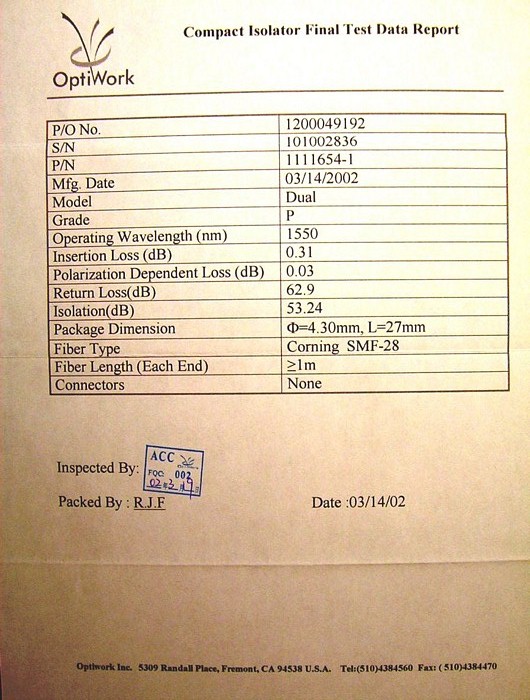 Compact Isolator Final Test Data Report
OptiWork
P/O No. 1200049192
S/N 101002836
P/N 1111654-1
Mfg. Date 03/14/2002
Model Dual
Grade P
Operating Wavelength (nm) 1550
Insertion Loss (dB) 0.31
Polarization Dependent Loss (dB) 0.03
Return Loss(dB) 62.9
Isolation(dB) 53.24
Package Dimension Φ=4.30mm, L=27mm
Fiber Type Corning SMF-28
Fiber Length (Each End) ≥1m
Connectors None
Inspected By:
ACC
FQC 002
Packed By : R.J.F Date :03/14/02
Optiwork Inc. 5309 Randall Place, Fremont, CA 94538 U.S.A. Tel:(510)4384560 Fax: ( 510)4384470